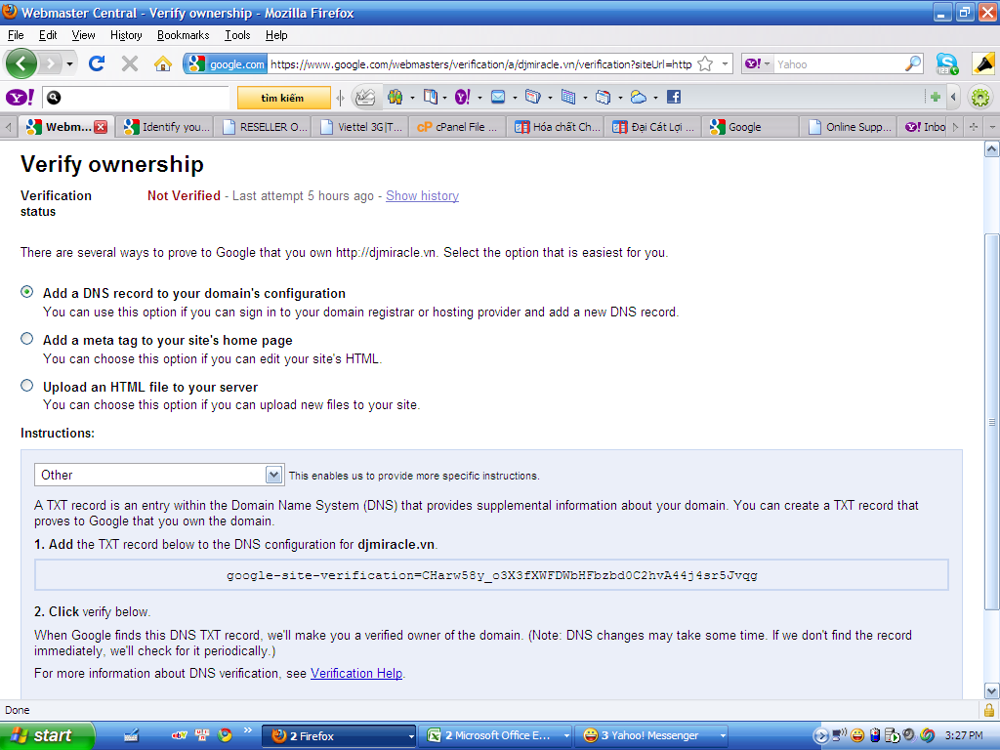 Webmaster Central - Verify ownership - Mozilla Firefox
File Edit View History Bookmarks Tools Help
google.com https://www.google.com/webmasters/verification/a/djmiracle.vn/verification?siteUrl=http Yahoo
tìm kiếm
Webm... Identify you... RESELLER O... Viettel 3G|T... cPanel File ... Hóa chất Ch... Đại Cát Lợi ... Google Online Supp... Inbo
Verify ownership
Verification status Not Verified - Last attempt 5 hours ago - Show history
There are several ways to prove to Google that you own http://djmiracle.vn. Select the option that is easiest for you.
Add a DNS record to your domain's configuration
You can use this option if you can sign in to your domain registrar or hosting provider and add a new DNS record.
Add a meta tag to your site's home page
You can choose this option if you can edit your site's HTML.
Upload an HTML file to your server
You can choose this option if you can upload new files to your site.
Instructions:
Other This enables us to provide more specific instructions.
A TXT record is an entry within the Domain Name System (DNS) that provides supplemental information about your domain. You can create a TXT record that
proves to Google that you own the domain.
1. Add the TXT record below to the DNS configuration for djmiracle.vn.
google-site-verification=CHarw58y_o3X3fXWFDWbHFbzbd0C2hvA44j4sr5Jvqg
2. Click verify below.
When Google finds this DNS TXT record, we'll make you a verified owner of the domain. (Note: DNS changes may take some time. If we don't find the record
immediately, we'll check for it periodically.)
For more information about DNS verification, see Verification Help.
Done
start 2 Firefox 2 Microsoft Office E... 3 Yahoo! Messenger 3:27 PM